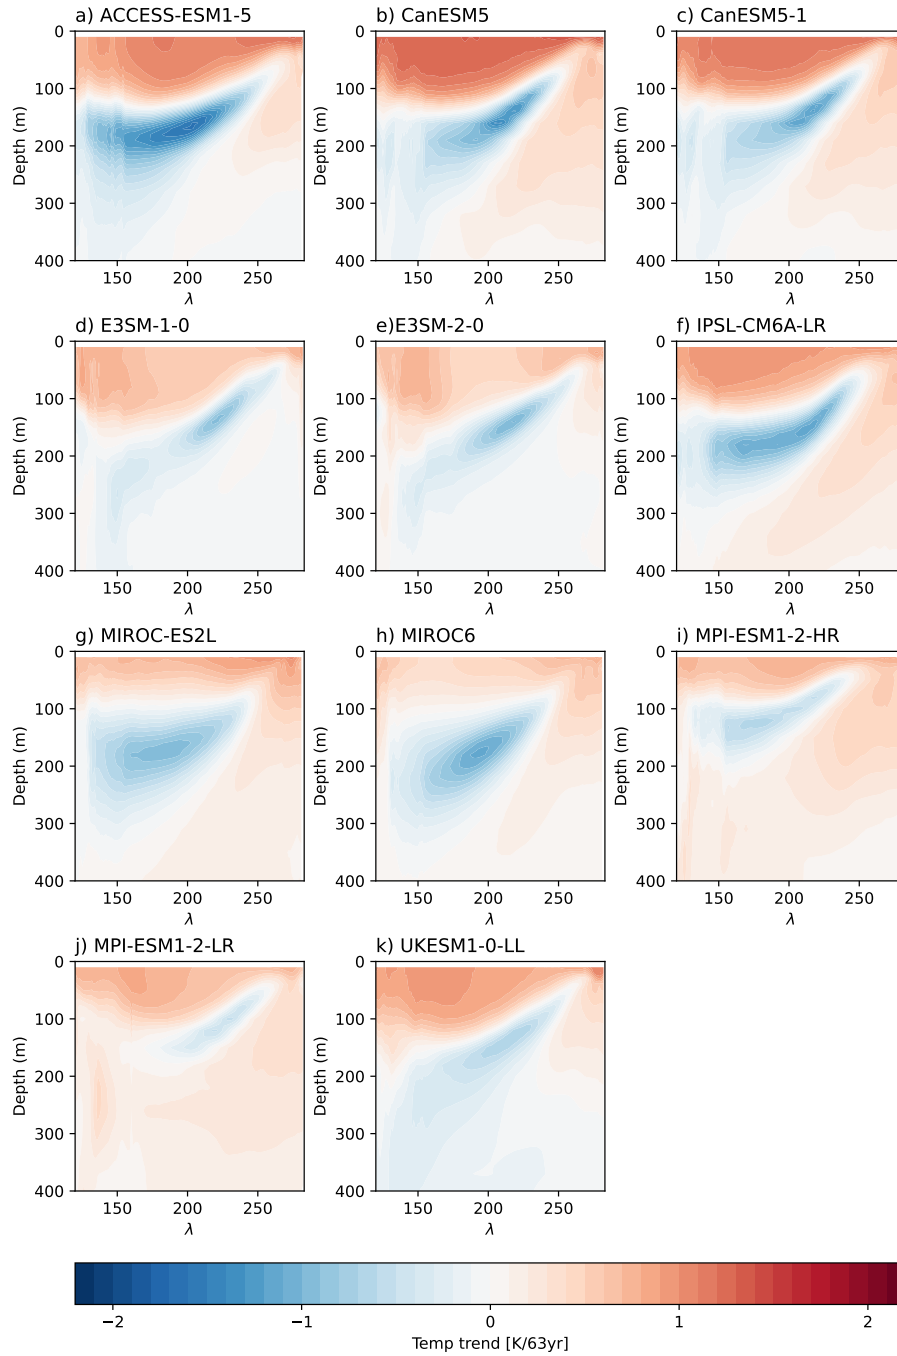 a) ACCESS-ESM1-5
b) CanESM5
c) CanESM5-1
0
100
200
300
400
Depth (m)
150 200 250
λ
0
100
200
300
400
Depth (m)
150 200 250
λ
0
100
200
300
400
Depth (m)
150 200 250
λ
d) E3SM-1-0
e)E3SM-2-0
f) IPSL-CM6A-LR
0
100
200
300
400
Depth (m)
150 200 250
λ
0
100
200
300
400
Depth (m)
150 200 250
λ
0
100
200
300
400
Depth (m)
150 200 250
λ
g) MIROC-ES2L
h) MIROC6
i) MPI-ESM1-2-HR
0
100
200
300
400
Depth (m)
150 200 250
λ
0
100
200
300
400
Depth (m)
150 200 250
λ
0
100
200
300
400
Depth (m)
150 200 250
λ
j) MPI-ESM1-2-LR
k) UKESM1-0-LL
0
100
200
300
400
Depth (m)
150 200 250
λ
0
100
200
300
400
Depth (m)
150 200 250
λ
−2 −1 0 1 2
Temp trend [K/63yr]